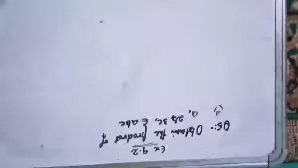 Ex 9.2
Q5:- Obtain the product of
a, 2b, 3c, 6abc